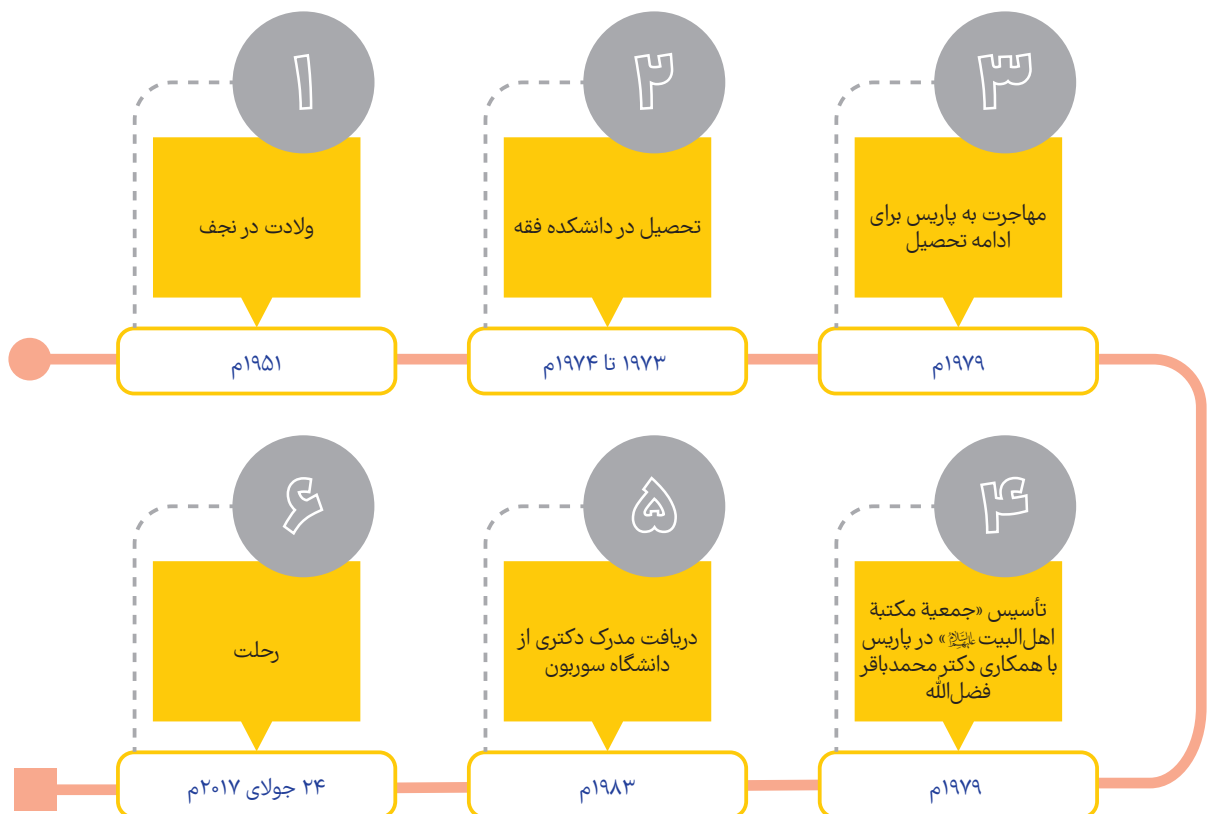 ۱
ولادت در نجف
۱۹۵۱م
۲
تحصیل در دانشکده فقه
۱۹۷۳ تا ۱۹۷۴م
۳
مهاجرت به پاریس برای
ادامه تحصیل
۱۹۷۹م
۴
تأسیس «جمعیة مکتبة
اهل‌البیت علیهم‌السلام» در پاریس
با همکاری دکتر محمدباقر
فضل‌الله
۱۹۷۹م
۵
دریافت مدرک دکتری از
دانشگاه سوربون
۱۹۸۳م
۶
رحلت
۲۴ جولای ۲۰۱۷م